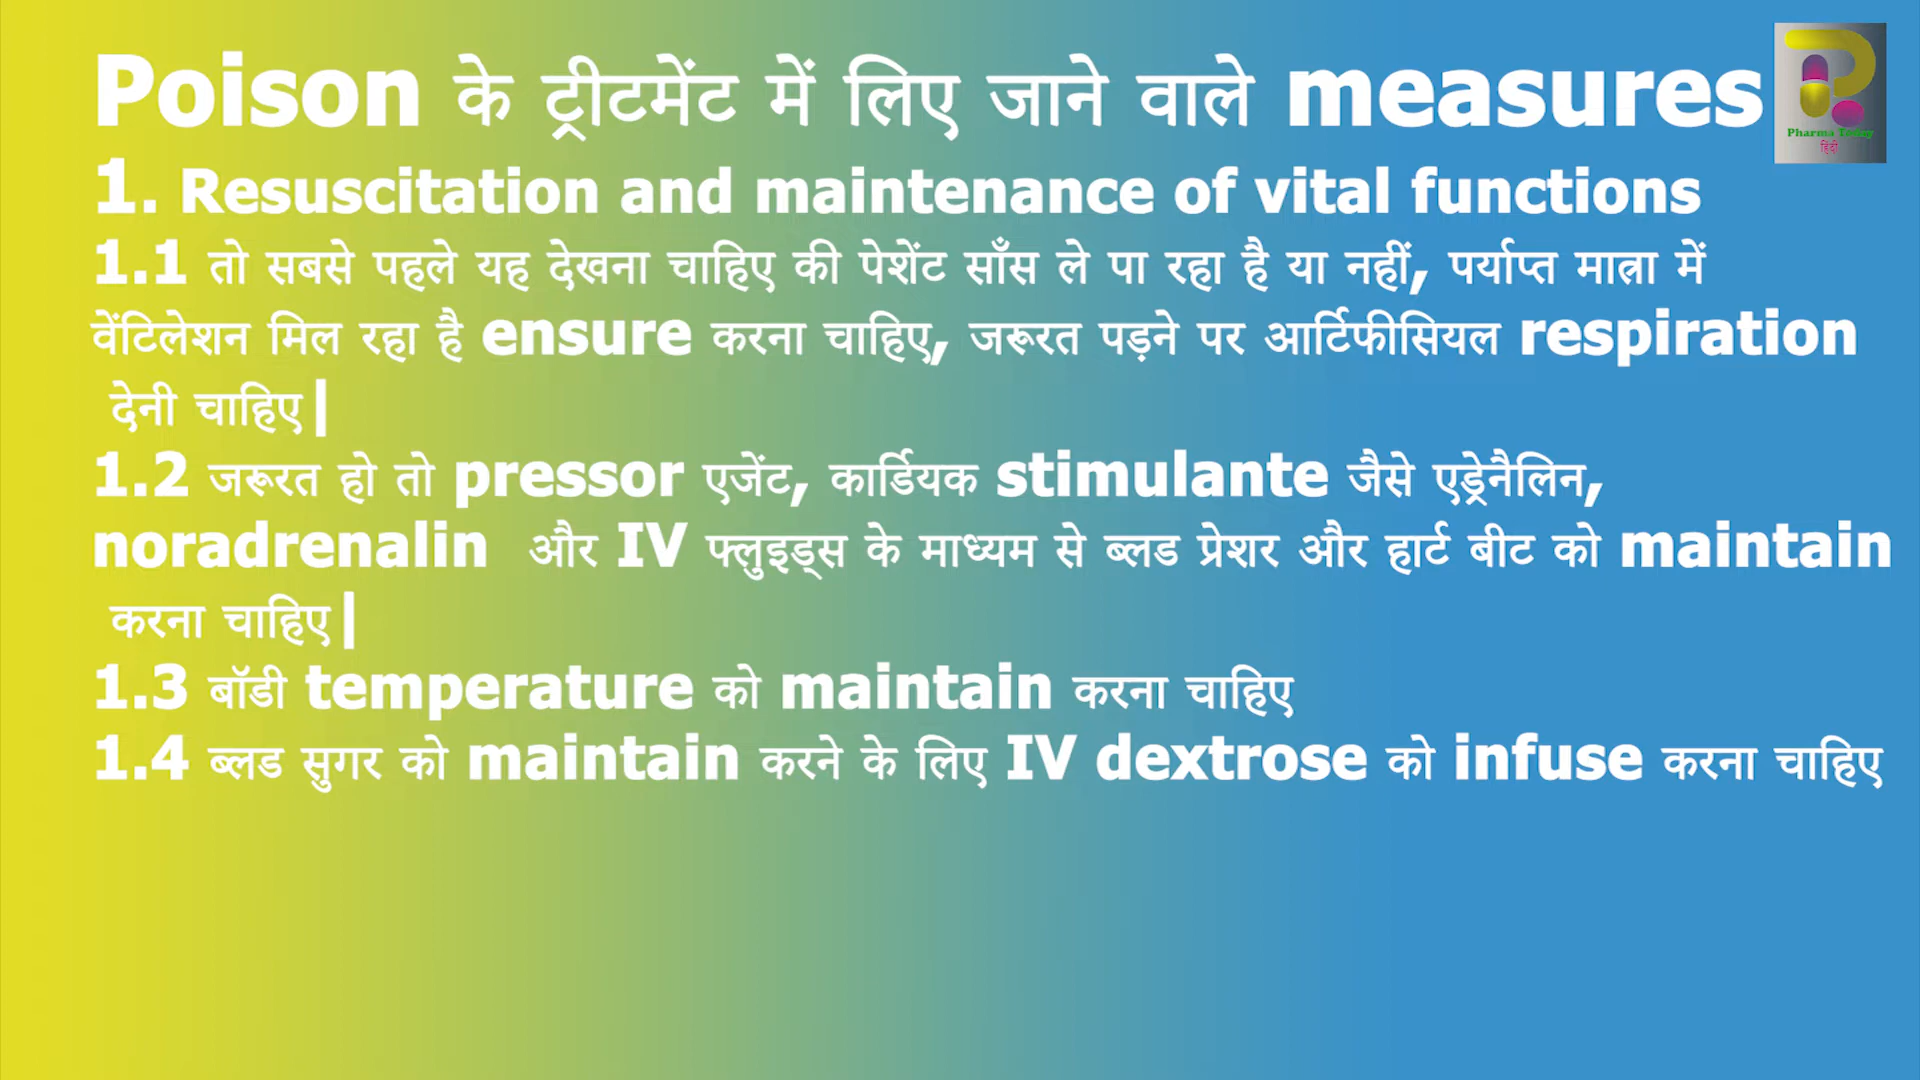 Poison के ट्रीटमेंट में लिए जाने वाले measures
Pharma Today
हिंदी
1. Resuscitation and maintenance of vital functions
1.1 तो सबसे पहले यह देखना चाहिए की पेशेंट साँस ले पा रहा है या नहीं, पर्याप्त मात्रा में
वेंटिलेशन मिल रहा है ensure करना चाहिए, जरूरत पड़ने पर आर्टिफीसियल respiration
देनी चाहिए|
1.2 जरूरत हो तो pressor एजेंट, कार्डियक stimulante जैसे एड्रेनैलिन,
noradrenalin और IV फ्लुइड्स के माध्यम से ब्लड प्रेशर और हार्ट बीट को maintain
करना चाहिए|
1.3 बॉडी temperature को maintain करना चाहिए
1.4 ब्लड सुगर को maintain करने के लिए IV dextrose को infuse करना चाहिए